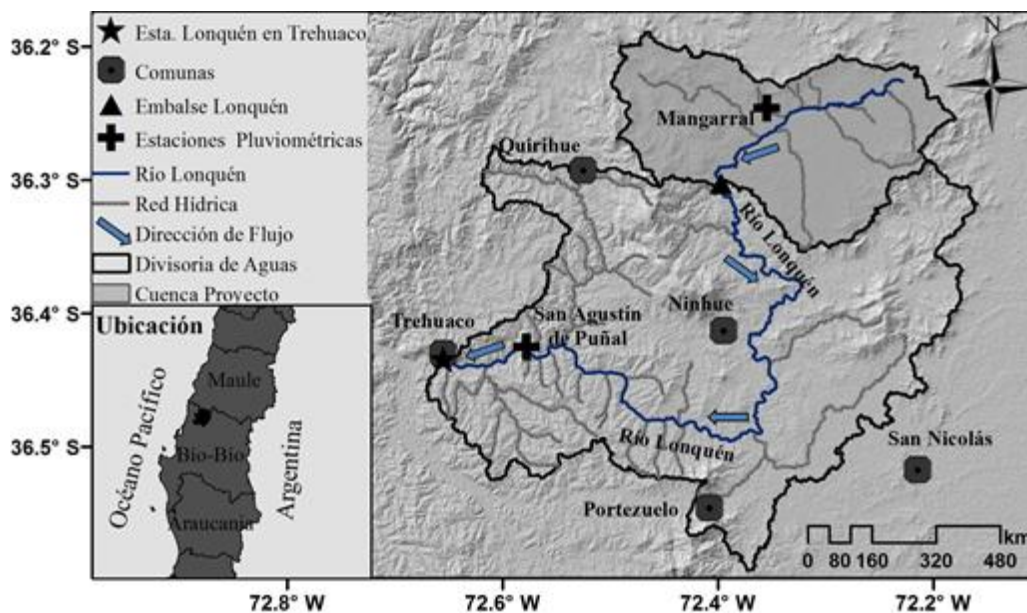 36.2° S
36.3° S
36.4° S
36.5° S
Esta. Lonquén en Trehuaco
Comunas
Embalse Lonquén
Estaciones Pluviométricas
Río Lonquén
Red Hídrica
Dirección de Flujo
Divisoria de Aguas
Cuenca Proyecto
Ubicación
Océano Pacífico
Maule
Bio-Bio
Araucania
Argentina
N
Mangarral
Quirihue
Río Lonquén
Ninhue
San Agustín
de Puñal
Trehuaco
Río Lonquén
San Nicolás
Portezuelo
km
0 80 160 320 480
72.8° W
72.6° W
72.4° W
72.2° W